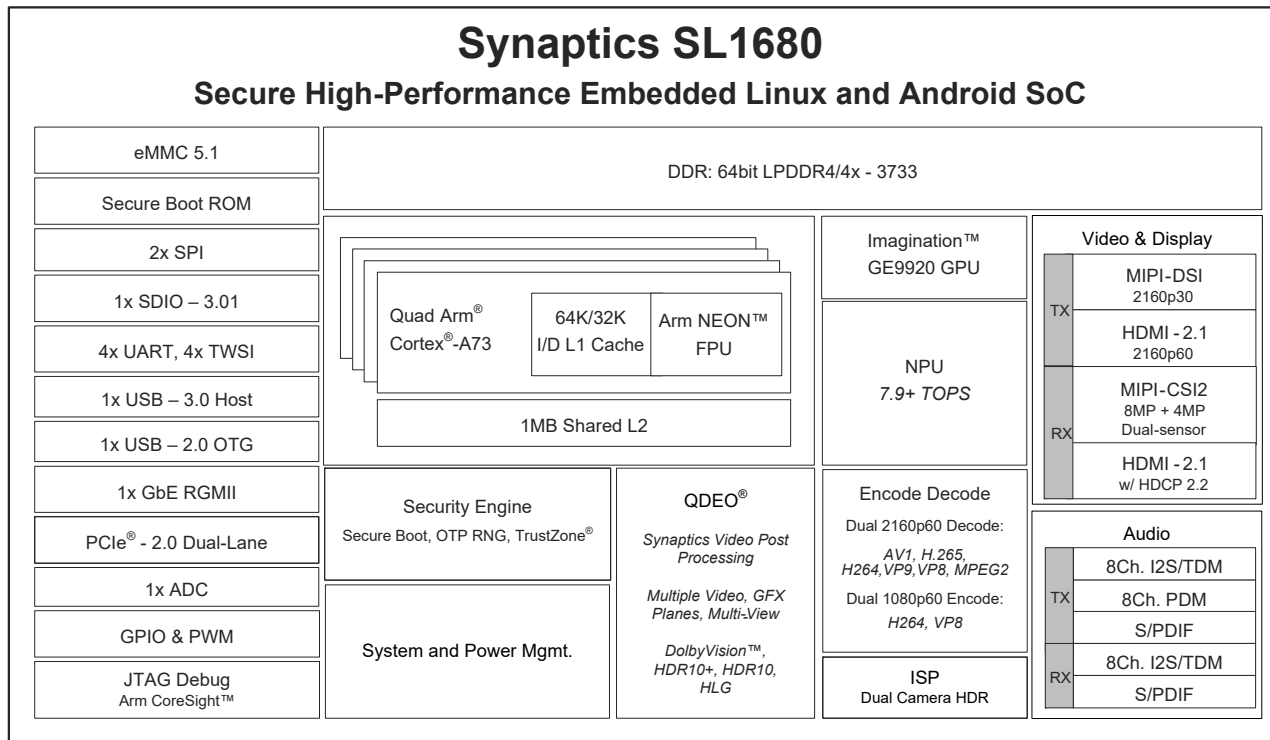 Synaptics SL1680
Secure High-Performance Embedded Linux and Android SoC
eMMC 5.1
Secure Boot ROM
2x SPI
1x SDIO – 3.01
4x UART, 4x TWSI
1x USB – 3.0 Host
1x USB – 2.0 OTG
1x GbE RGMII
PCIe® - 2.0 Dual-Lane
1x ADC
GPIO & PWM
JTAG Debug
Arm CoreSight™
DDR: 64bit LPDDR4/4x - 3733
Quad Arm®
Cortex®-A73
64K/32K
I/D L1 Cache
Arm NEON™
FPU
1MB Shared L2
Imagination™
GE9920 GPU
NPU
7.9+ TOPS
Security Engine
Secure Boot, OTP RNG, TrustZone®
System and Power Mgmt.
QDEO®
Synaptics Video Post
Processing
Multiple Video, GFX
Planes, Multi-View
DolbyVision™,
HDR10+, HDR10,
HLG
Encode Decode
Dual 2160p60 Decode:
AV1, H.265,
H264,VP9,VP8, MPEG2
Dual 1080p60 Encode:
H264, VP8
ISP
Dual Camera HDR
Video & Display
TX
MIPI-DSI
2160p30
HDMI - 2.1
2160p60
RX
MIPI-CSI2
8MP + 4MP
Dual-sensor
HDMI - 2.1
w/ HDCP 2.2
Audio
TX
8Ch. I2S/TDM
8Ch. PDM
S/PDIF
RX
8Ch. I2S/TDM
S/PDIF